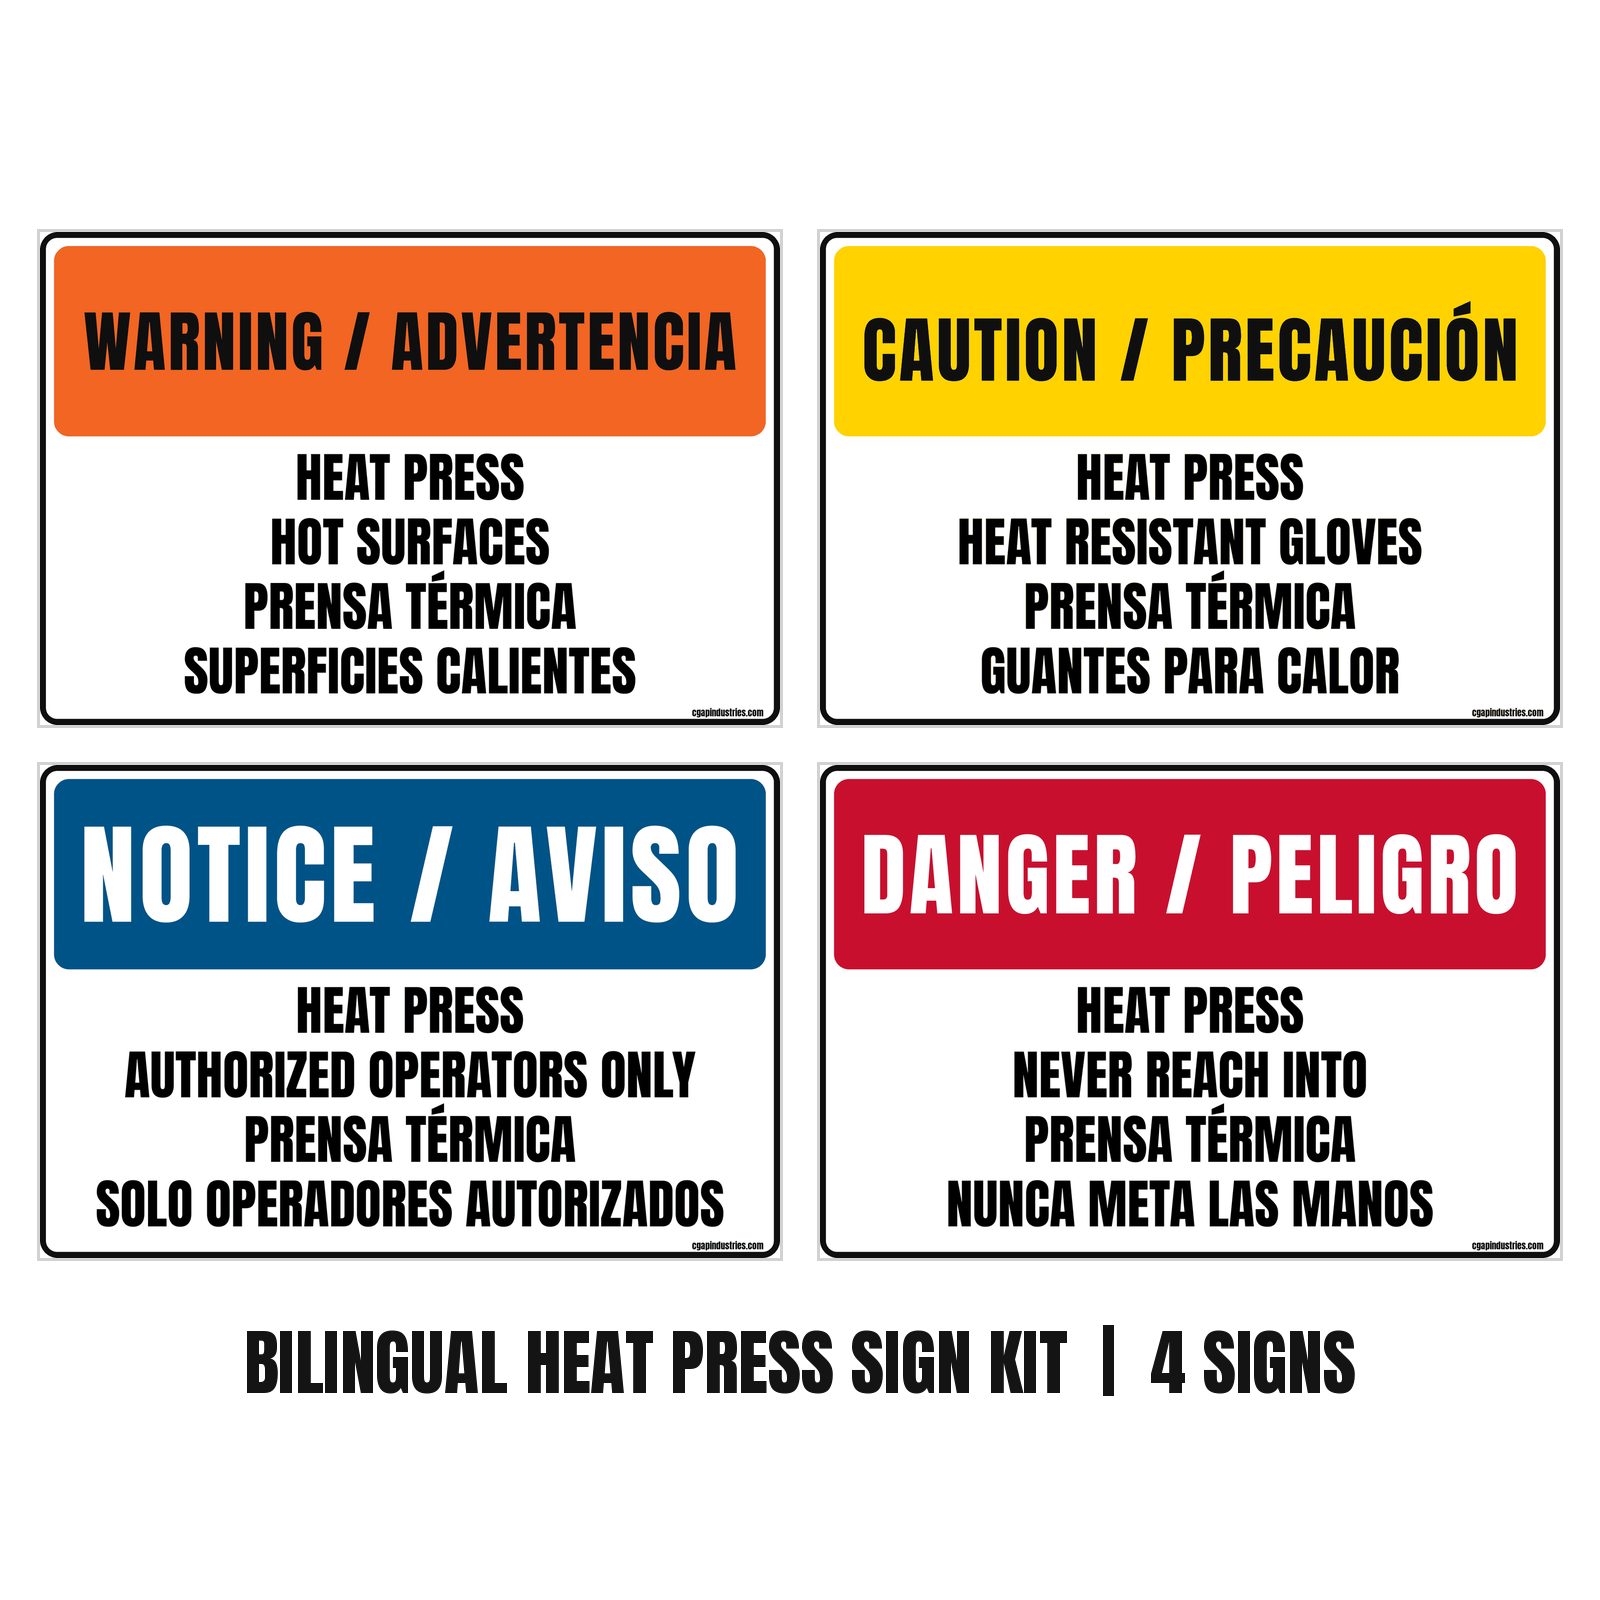 WARNING / ADVERTENCIA
HEAT PRESS
HOT SURFACES
PRENSA TÉRMICA
SUPERFICIES CALIENTES
cgapindustries.com
CAUTION / PRECAUCIÓN
HEAT PRESS
HEAT RESISTANT GLOVES
PRENSA TÉRMICA
GUANTES PARA CALOR
cgapindustries.com
NOTICE / AVISO
HEAT PRESS
AUTHORIZED OPERATORS ONLY
PRENSA TÉRMICA
SOLO OPERADORES AUTORIZADOS
cgapindustries.com
DANGER / PELIGRO
HEAT PRESS
NEVER REACH INTO
PRENSA TÉRMICA
NUNCA META LAS MANOS
cgapindustries.com
BILINGUAL HEAT PRESS SIGN KIT | 4 SIGNS